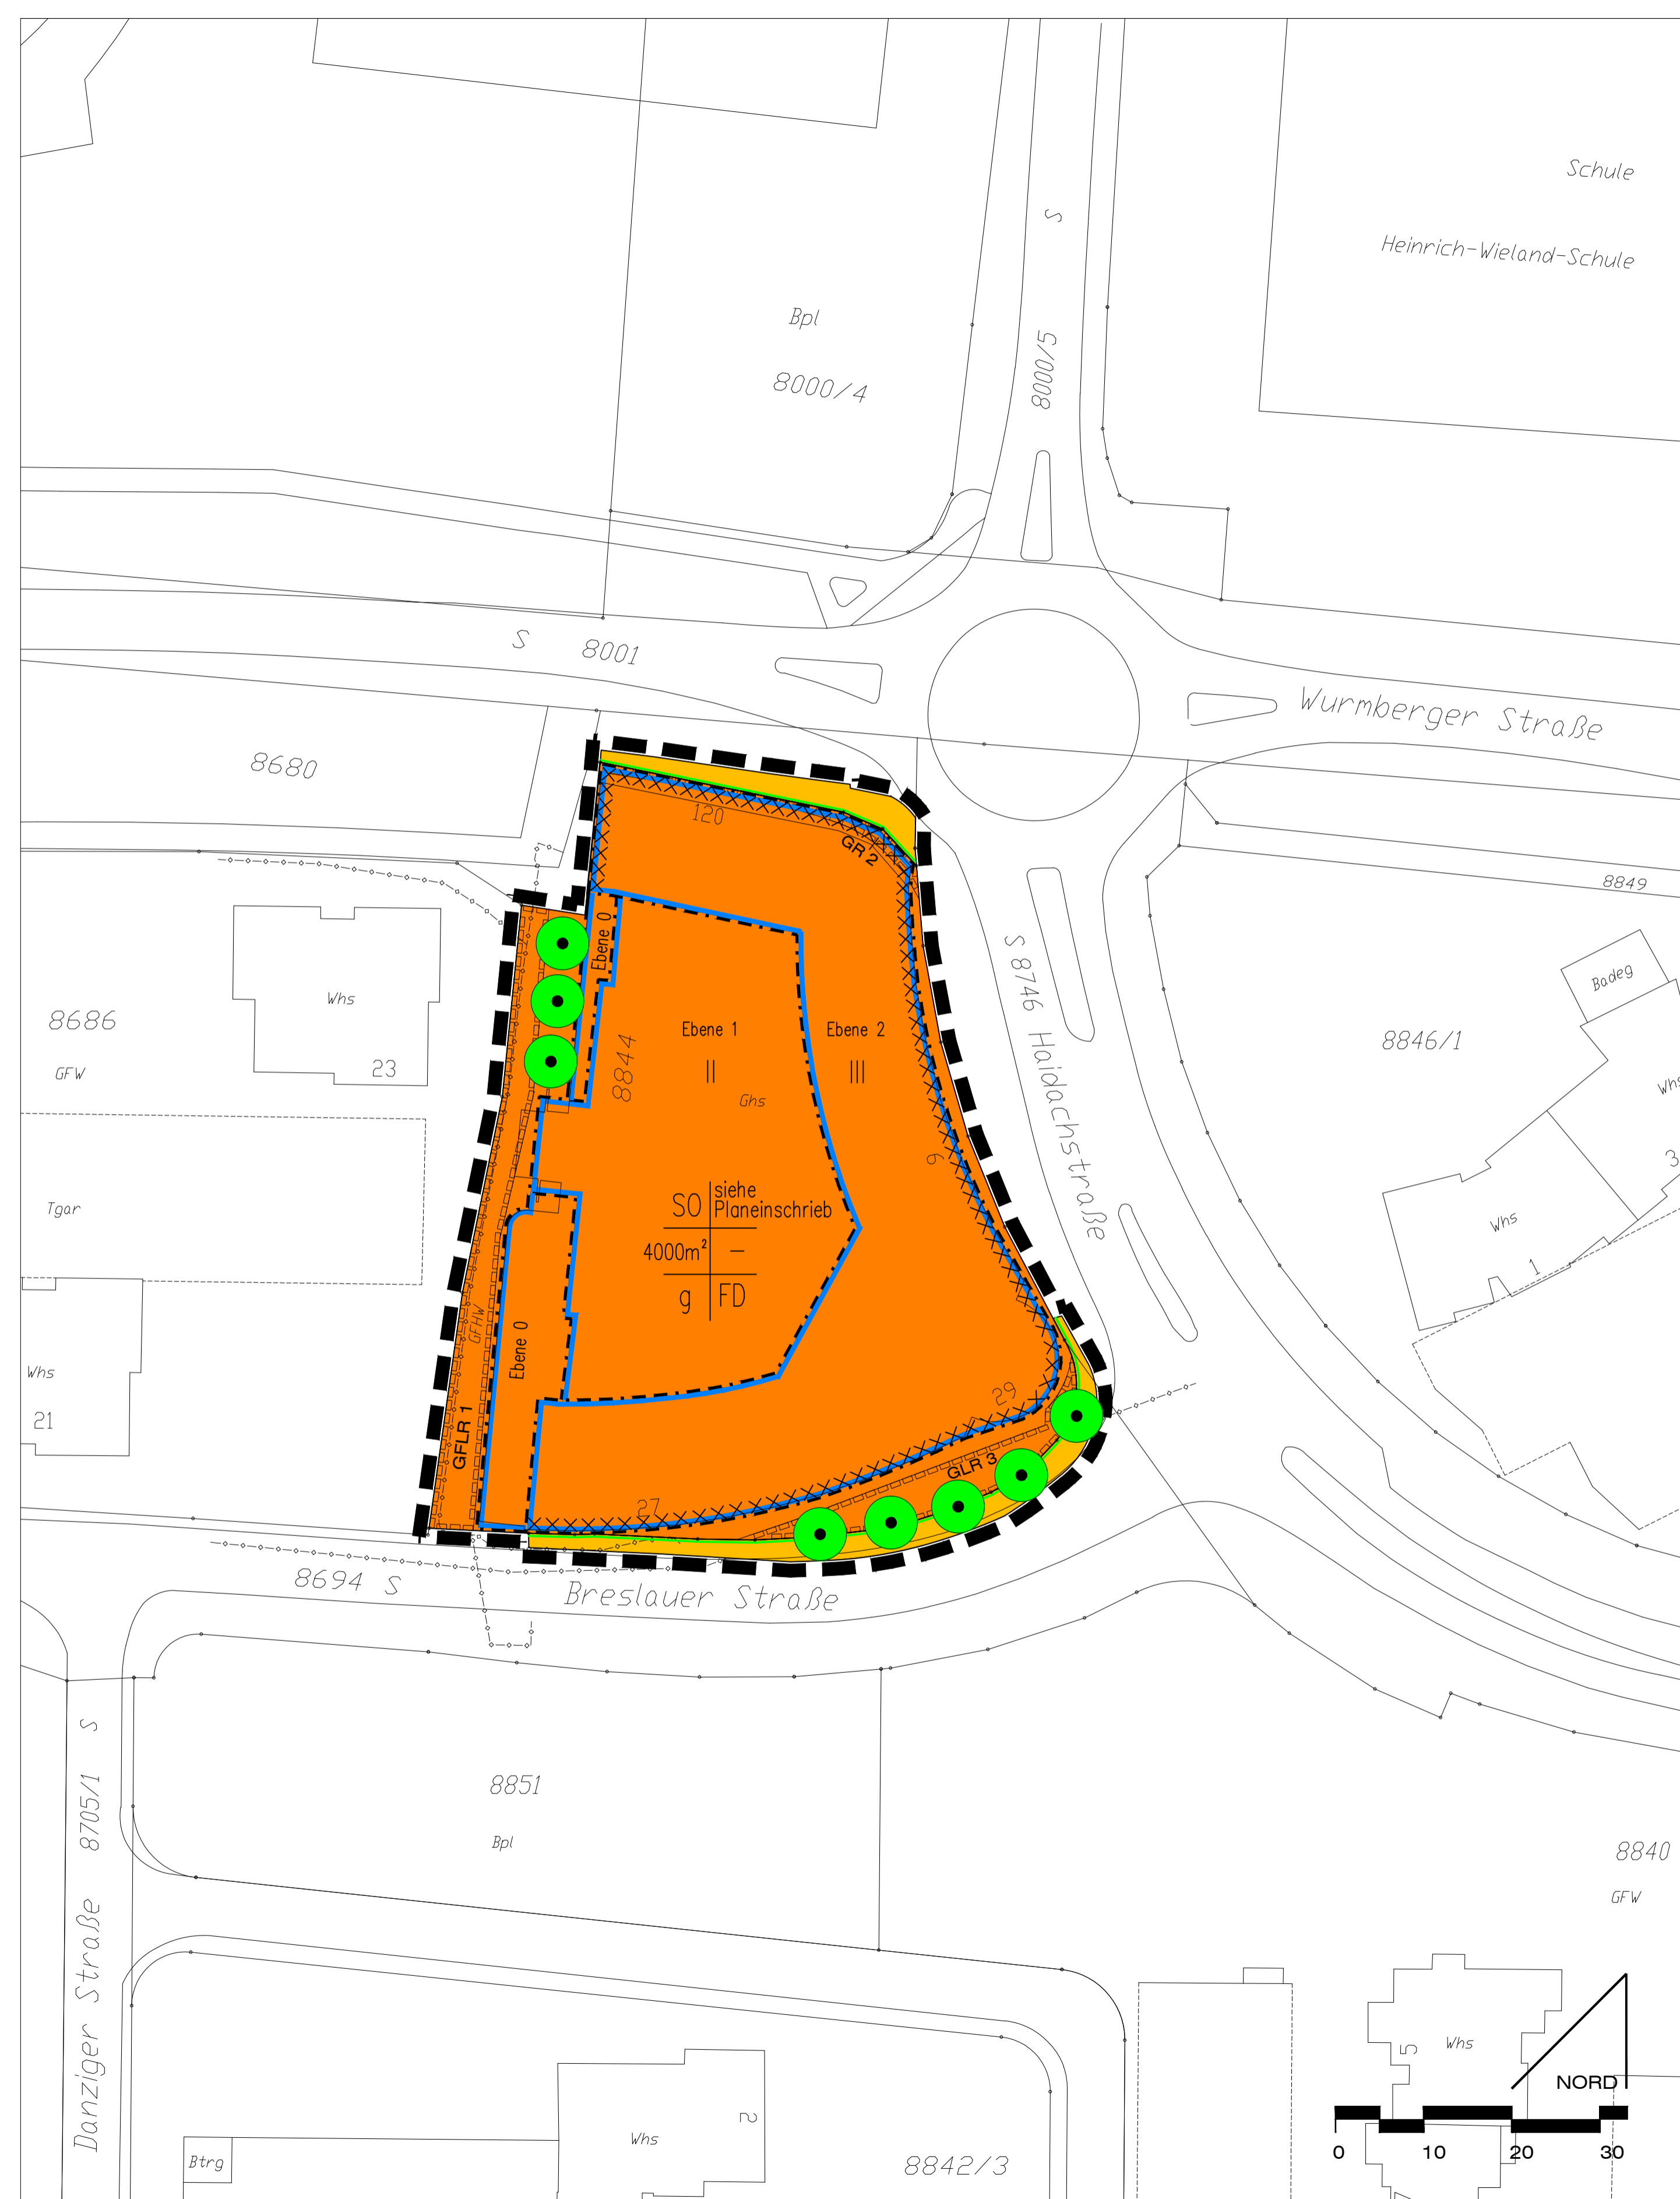 Schule
Heinrich-Wieland-Schule
S
Bpl
8000/4
8000/5
S 8001
Wurmberger Straße
8680
120
GR 2
8849
Ebene 0
Badeg
Whs
8686
GFW
23
Ebene 1
II
Ebene 2
III
8844
Ghs
S 8746 Haidachstraße
8846/1
Whs
6
3
Tgar
SO
siehe
Planeinschrieb
4000m²
–
g
FD
Whs
1
GFHW
Ebene 0
Whs
21
GFLR 1
29
GLR 3
27
8694 S
Breslauer Straße
Danziger Straße 8705/1 S
8851
Bpl
8840
GFW
5
Whs
NORD
0 10 20 30
2
Whs
Btrg
8842/3
7